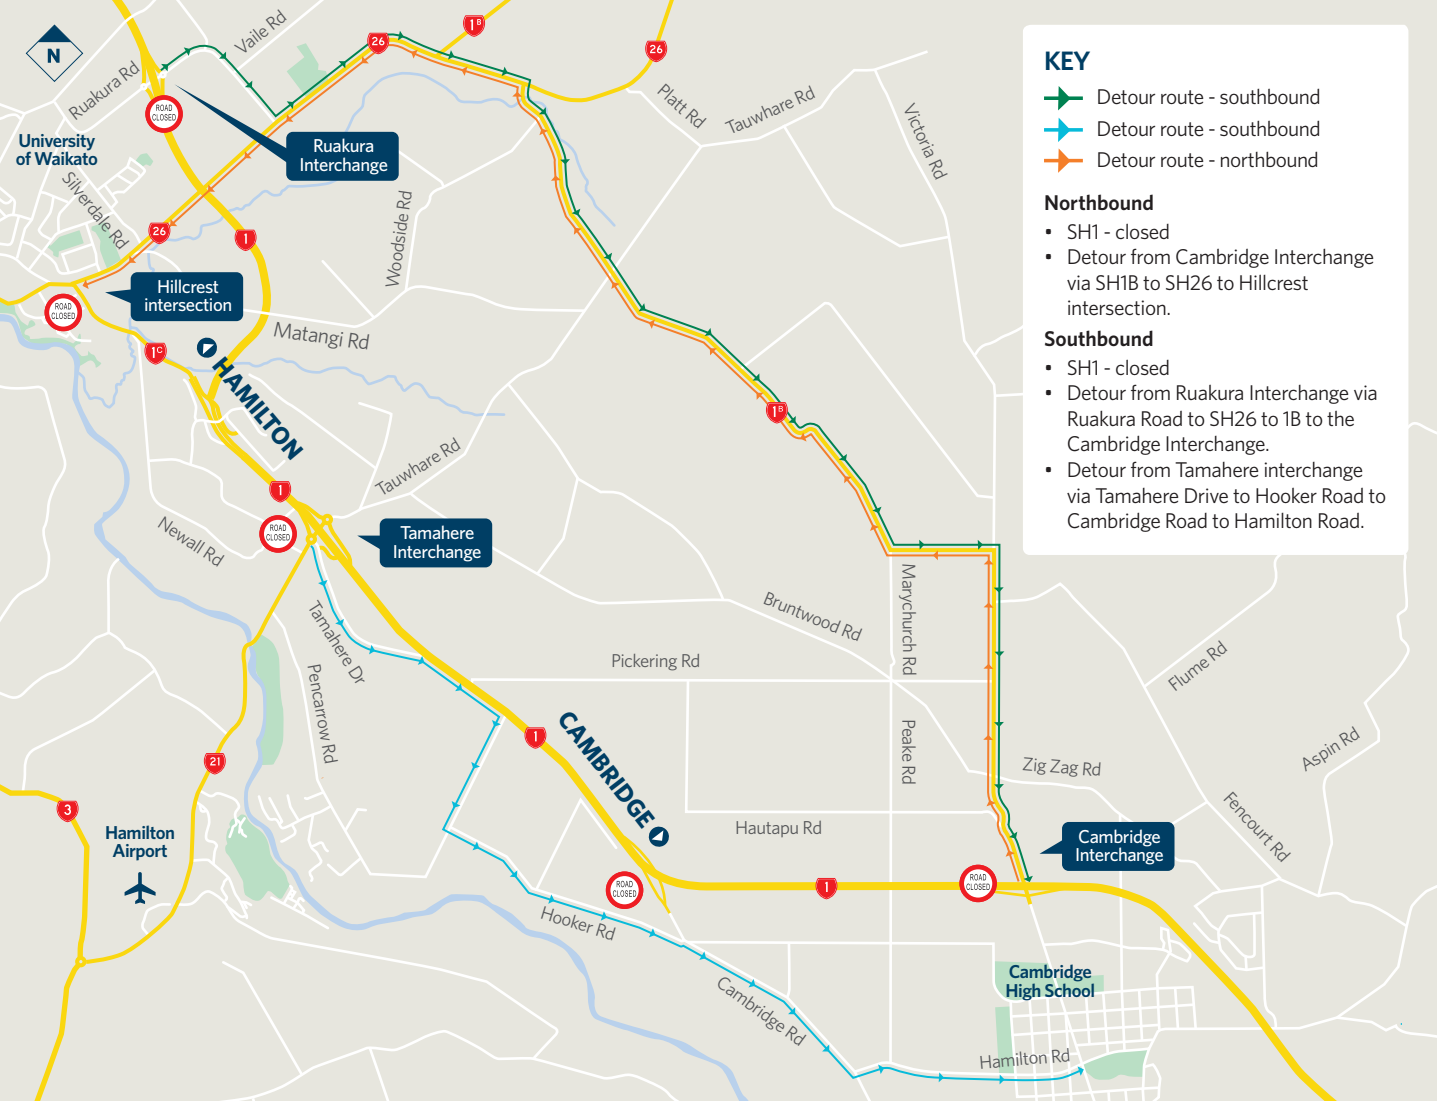 N
Vaile Rd
Ruakura Rd
University
of Waikato
Silverdale Rd
ROAD
CLOSED
Ruakura
Interchange
26
1B
26
Platt Rd
Tauwhare Rd
Victoria Rd
26
1
Woodside Rd
Hillcrest
intersection
ROAD
CLOSED
1C
Matangi Rd
HAMILTON
Tauwhare Rd
1
ROAD
CLOSED
Tamahere
Interchange
Newall Rd
1B
KEY
Detour route - southbound
Detour route - southbound
Detour route - northbound
Northbound
• SH1 - closed
• Detour from Cambridge Interchange
via SH1B to SH26 to Hillcrest
intersection.
Southbound
• SH1 - closed
• Detour from Ruakura Interchange via
Ruakura Road to SH26 to 1B to the
Cambridge Interchange.
• Detour from Tamahere interchange
via Tamahere Drive to Hooker Road to
Cambridge Road to Hamilton Road.
Tamahere Dr
Pencarrow Rd
Bruntwood Rd
Pickering Rd
Marychurch Rd
Peake Rd
Flume Rd
Aspin Rd
Zig Zag Rd
Fencourt Rd
21
3
Hamilton
Airport
1
CAMBRIDGE
Hautapu Rd
Cambridge
Interchange
ROAD
CLOSED
1
ROAD
CLOSED
Hooker Rd
Cambridge Rd
Cambridge
High School
Hamilton Rd